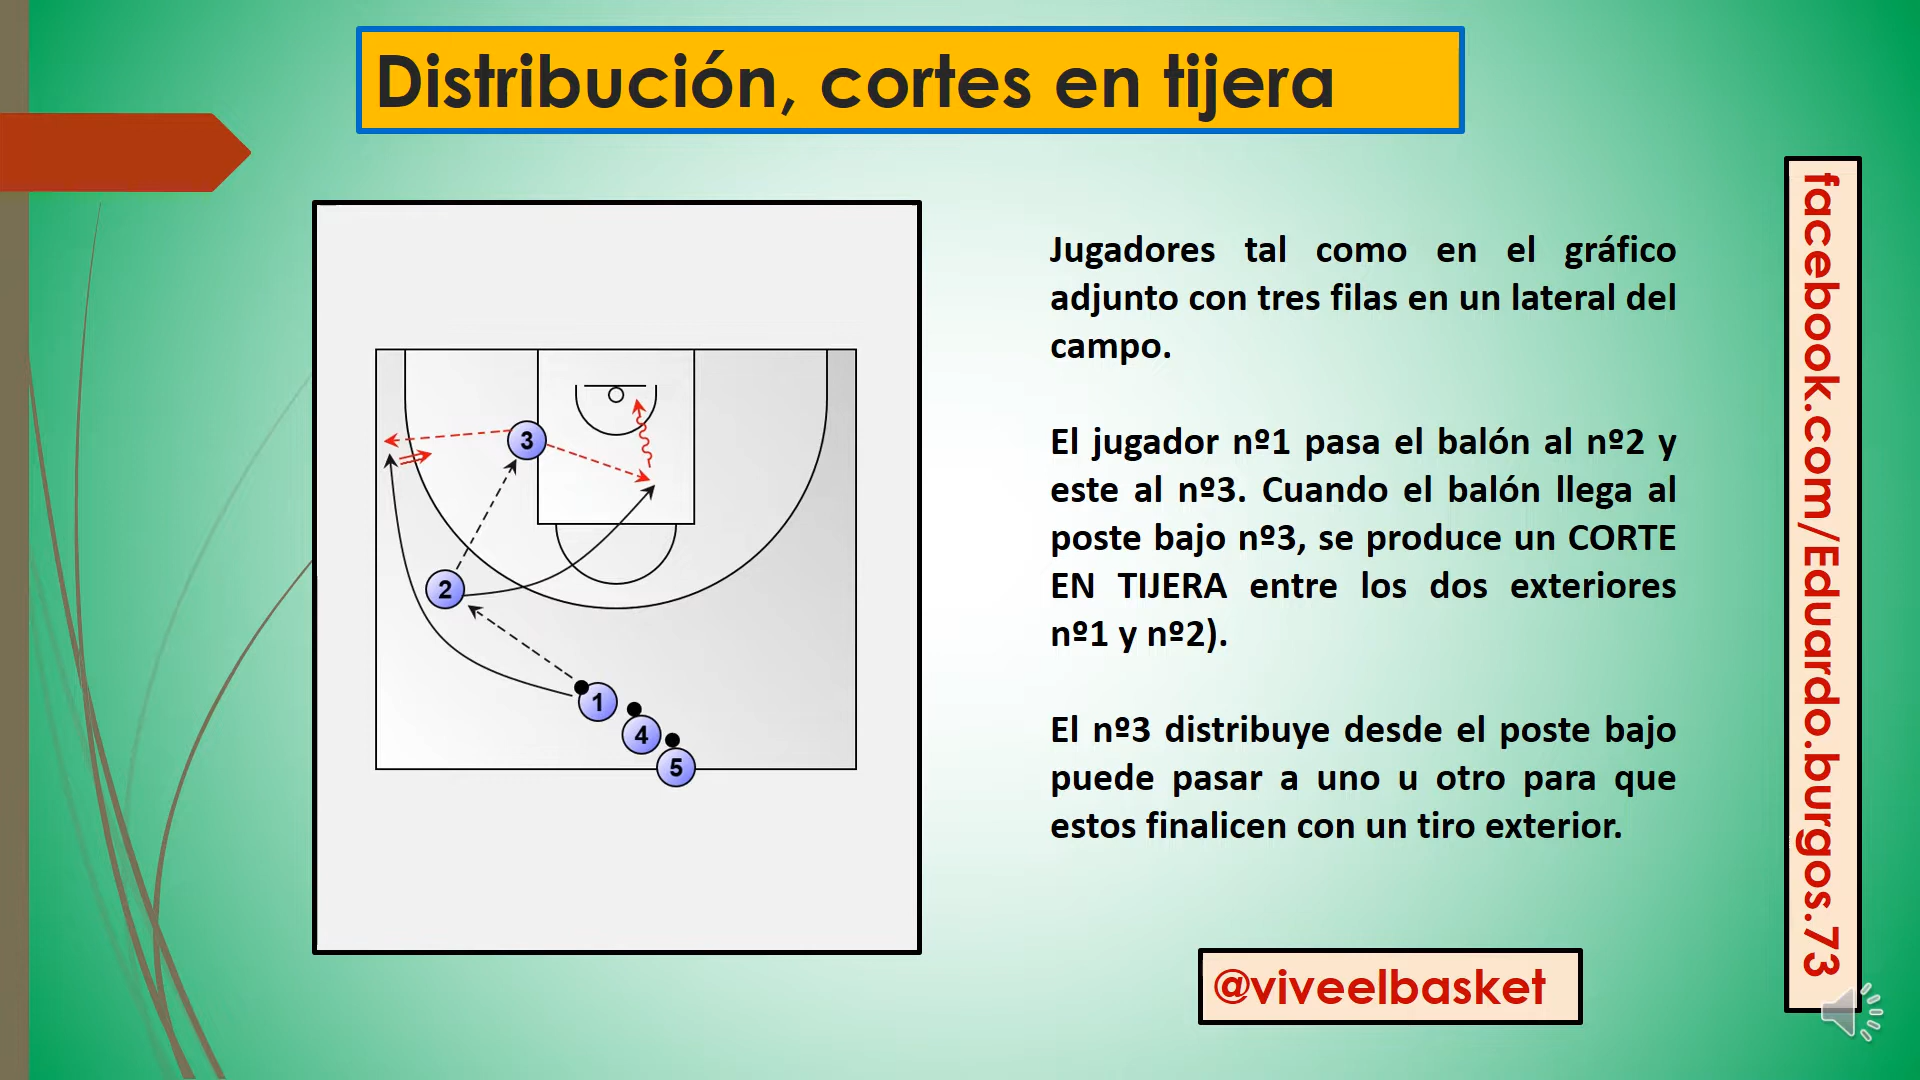 Distribución, cortes en tijera
Jugadores tal como en el gráfico
adjunto con tres filas en un lateral del
campo.
El jugador nº1 pasa el balón al nº2 y
este al nº3. Cuando el balón llega al
poste bajo nº3, se produce un CORTE
EN TIJERA entre los dos exteriores
nº1 y nº2).
El nº3 distribuye desde el poste bajo
puede pasar a uno u otro para que
estos finalicen con un tiro exterior.
3
2
1
4
5
@viveelbasket
facebook.com/Eduardo.burgos.73